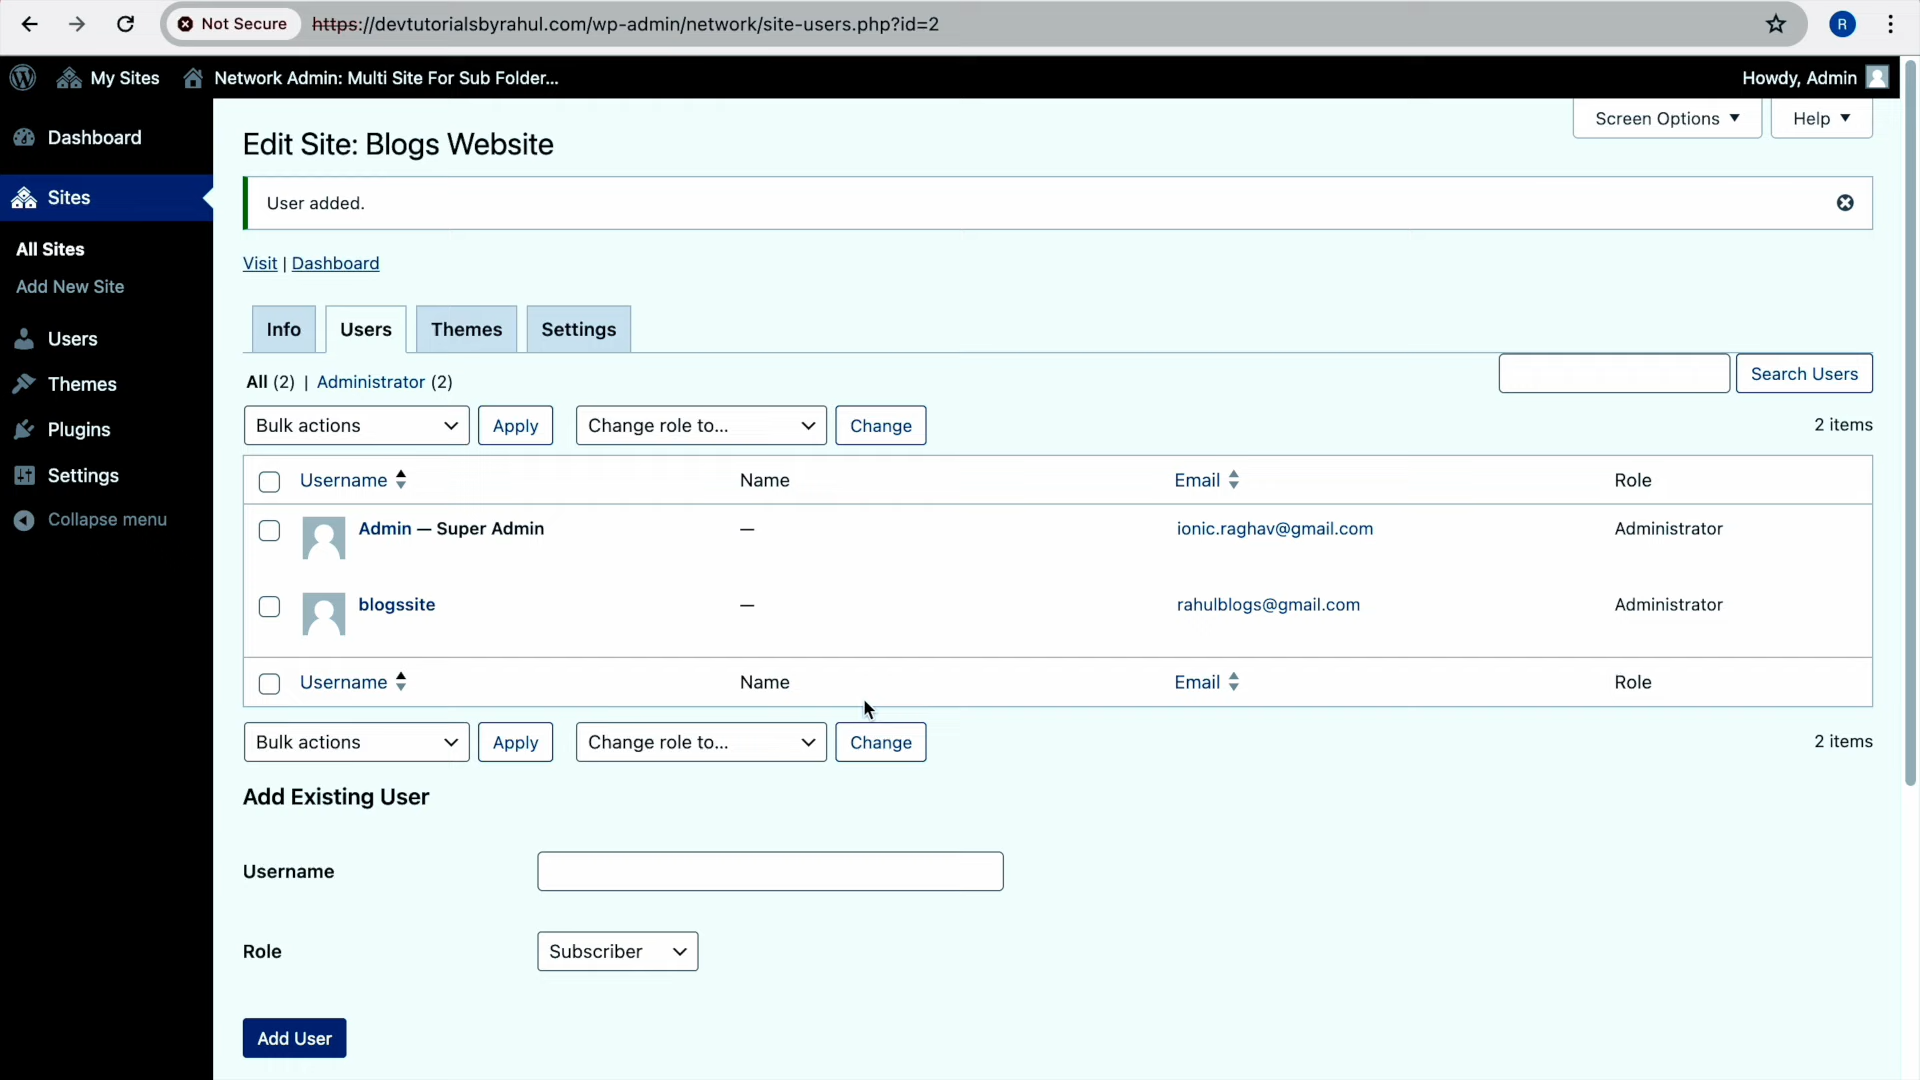 Not Secure https://devtutorialsbyrahul.com/wp-admin/network/site-users.php?id=2 R
My Sites Network Admin: Multi Site For Sub Folder... Howdy, Admin
Dashboard
Sites
All Sites
Add New Site
Users
Themes
Plugins
Settings
Collapse menu
Screen Options Help
Edit Site: Blogs Website
User added.
Visit | Dashboard
Info Users Themes Settings
All (2) | Administrator (2) Search Users
Bulk actions Apply Change role to... Change 2 items
Username Name Email Role
Admin — Super Admin — ionic.raghav@gmail.com Administrator
blogssite — rahulblogs@gmail.com Administrator
Username Name Email Role
Bulk actions Apply Change role to... Change 2 items
Add Existing User
Username
Role Subscriber
Add User